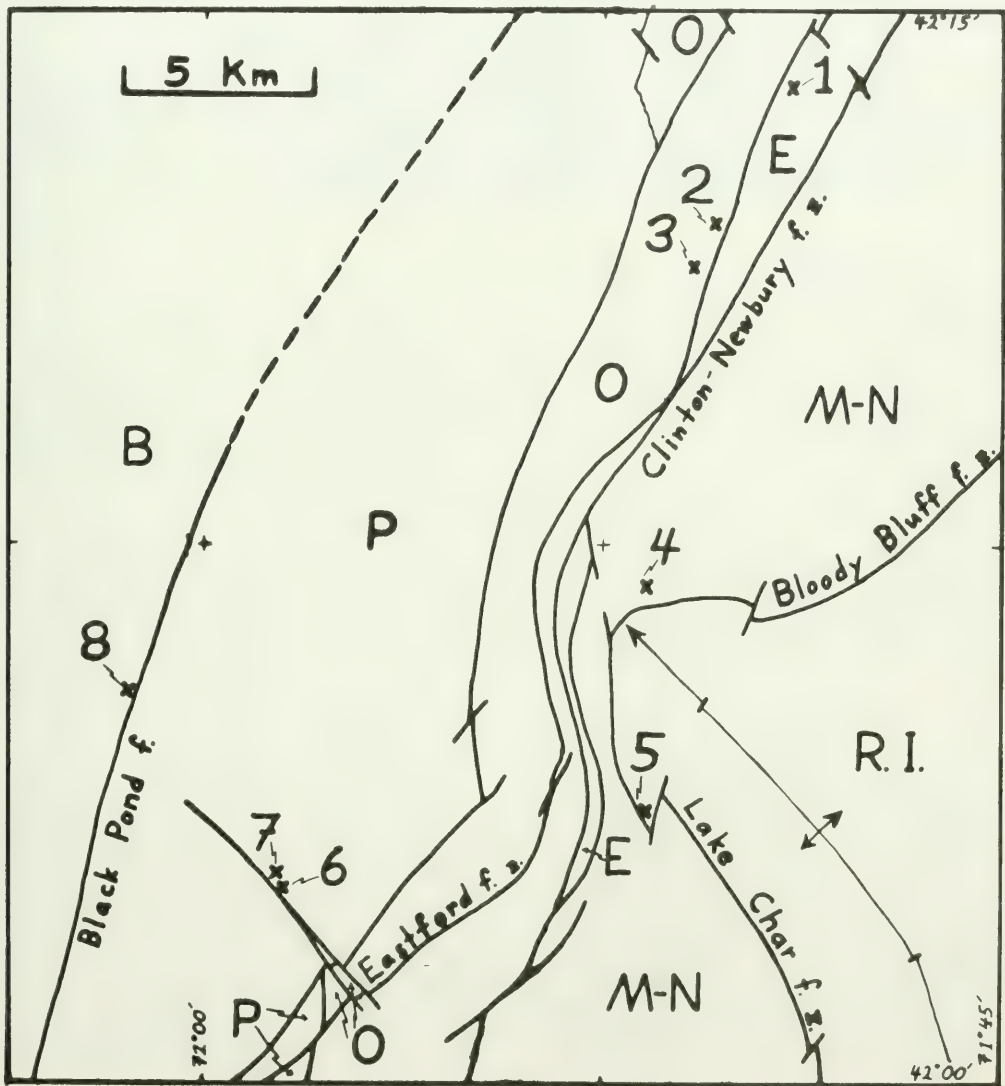 42°15'
O
5 Km
1
E
2
3
O
Clinton-Newbury f. z.
M-N
B
P
4
Bloody Bluff f. z.
8
R. I.
5
Black Pond f.
7
6
E
Lake Char f. z.
Eastford f. z.
M-N
P
O
72°00'
71°45'
42°00'